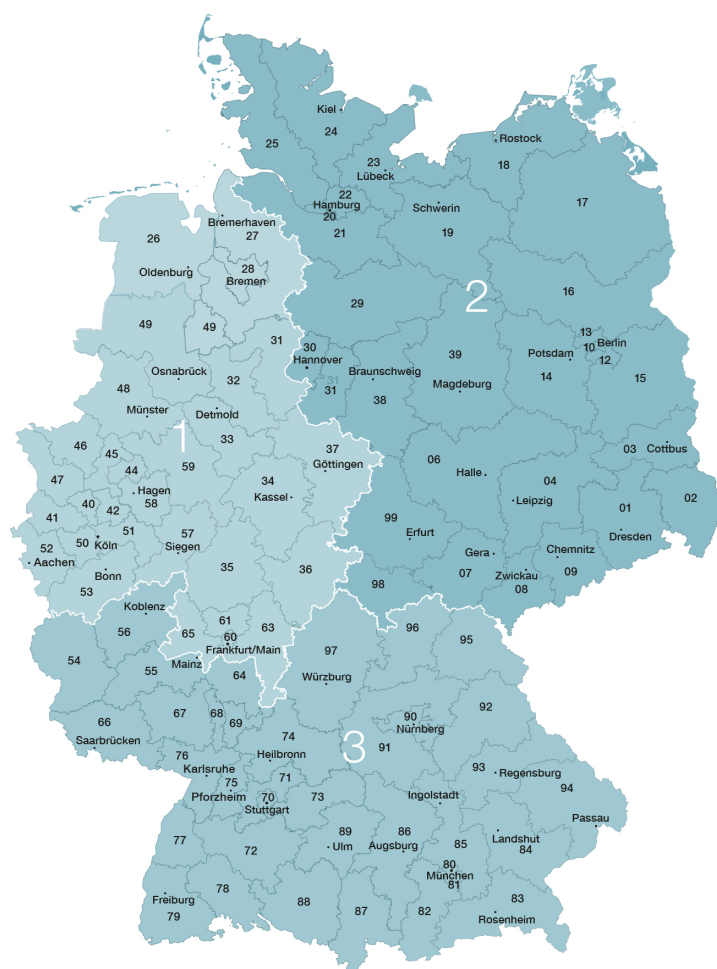 Kiel
24
25
Rostock
23
18
Lübeck
22
17
Hamburg
Schwerin
20
Bremerhaven
21
19
26
27
28
Oldenburg
Bremen
16
29
2
49
49
31
13
30
Berlin
10
Hannover
39
Potsdam
12
Osnabrück
32
31
Braunschweig
14
15
31
48
38
Magdeburg
Münster
Detmold
1
33
46
37
03
Cottbus
45
06
44
59
Göttingen
47
34
Halle
04
Hagen
Kassel
02
40
58
Leipzig
01
42
41
99
51
57
Dresden
50
Köln
Erfurt
52
Siegen
Gera
Chemnitz
Aachen
35
36
Bonn
07
Zwickau
09
53
98
08
Koblenz
61
63
96
56
65
60
95
97
Frankfurt/Main
54
Mainz
55
64
Würzburg
92
67
68
90
66
69
Nürnberg
74
Saarbrücken
3
91
76
Heilbronn
93
Karlsruhe
71
Regensburg
75
94
Pforzheim
70
73
Ingolstadt
Stuttgart
Passau
89
86
77
Landshut
72
Ulm
Augsburg
85
84
80
München
81
78
83
Freiburg
88
87
82
79
Rosenheim